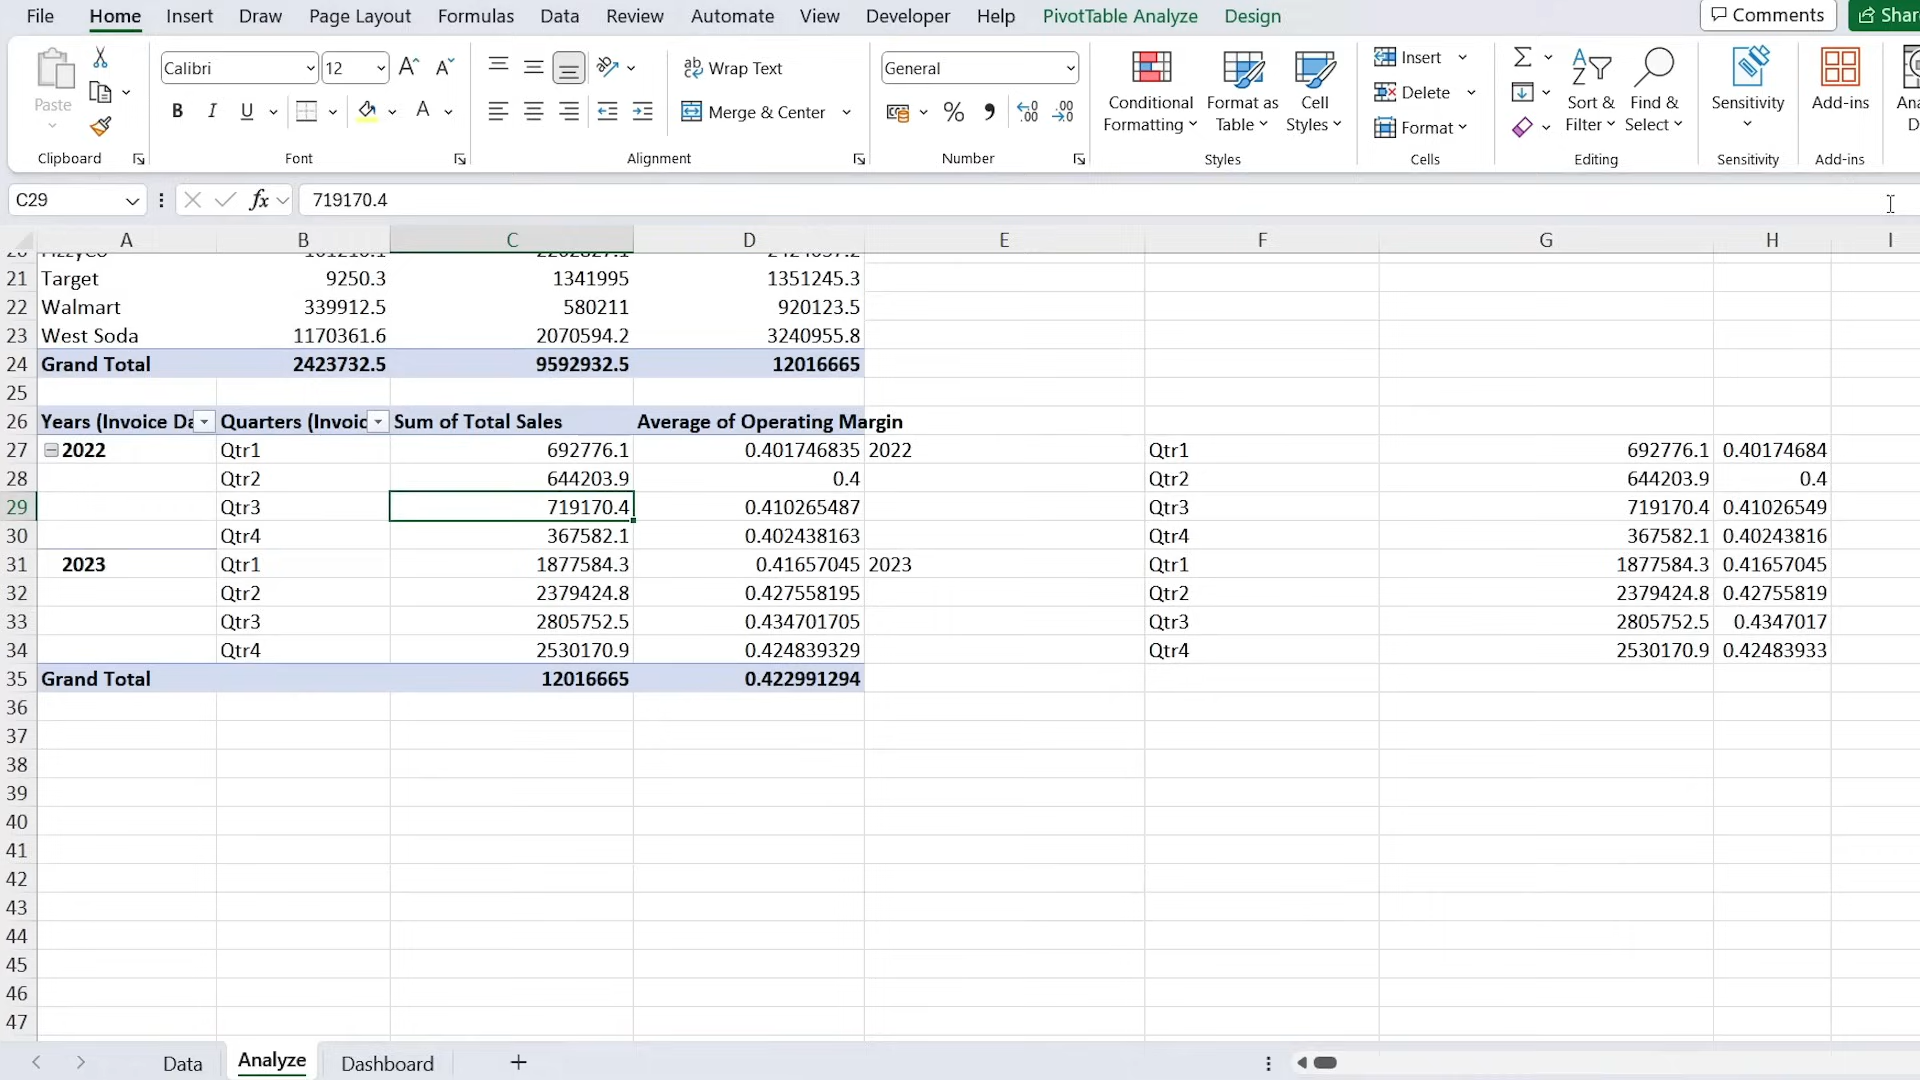 File Home Insert Draw Page Layout Formulas Data Review Automate View Developer Help PivotTable Analyze Design Comments
Paste Calibri 12 Wrap Text General Conditional Formatting Format as Table Cell Styles Insert Sort & Filter Find & Select Sensitivity Add-ins
B I U Merge & Center % Delete
Format
Clipboard Font Alignment Number Styles Cells Editing Sensitivity Add-ins
C29 fx 719170.4
A B C D E F G H I
21 Target 9250.3 1341995 1351245.3
22 Walmart 339912.5 580211 920123.5
23 West Soda 1170361.6 2070594.2 3240955.8
24 Grand Total 2423732.5 9592932.5 12016665
25
26 Years (Invoice Da Quarters (Invoic Sum of Total Sales Average of Operating Margin
27 2022 Qtr1 692776.1 0.401746835 2022 Qtr1 692776.1 0.40174684
28 Qtr2 644203.9 0.4 Qtr2 644203.9 0.4
29 Qtr3 719170.4 0.410265487 Qtr3 719170.4 0.41026549
30 Qtr4 367582.1 0.402438163 Qtr4 367582.1 0.40243816
31 2023 Qtr1 1877584.3 0.41657045 2023 Qtr1 1877584.3 0.41657045
32 Qtr2 2379424.8 0.427558195 Qtr2 2379424.8 0.42755819
33 Qtr3 2805752.5 0.434701705 Qtr3 2805752.5 0.4347017
34 Qtr4 2530170.9 0.424839329 Qtr4 2530170.9 0.42483933
35 Grand Total 12016665 0.422991294
36
37
38
39
40
41
42
43
44
45
46
47
Data Analyze Dashboard